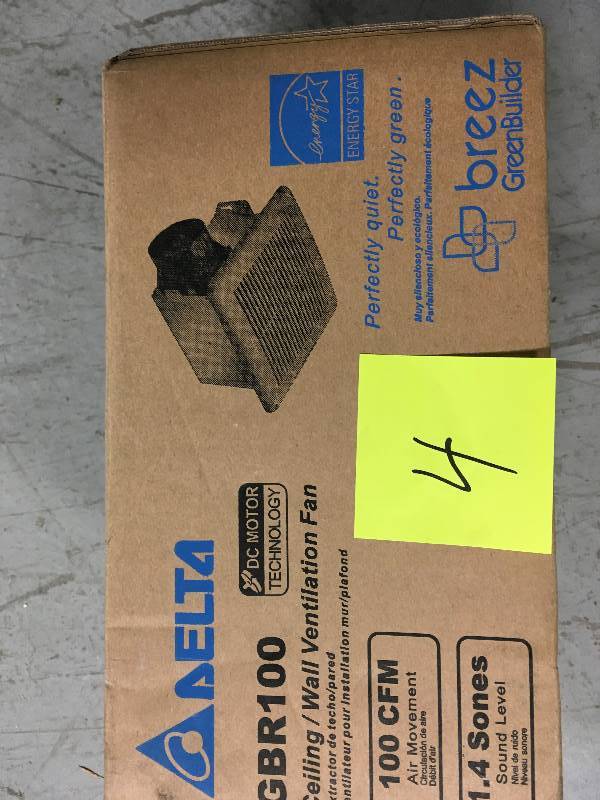 DELTA
DC MOTOR
TECHNOLOGY
GBR100
Ceiling / Wall Ventilation Fan
xtractor de techo/pared
entilateur pour installation mur/plafond
100 CFM
Air Movement
Circulación de aire
Débit d'air
1.4 Sones
Sound Level
Nivel de ruido
Niveau sonore
energy
ENERGY STAR
Perfectly quiet.
Perfectly green.
Muy silencioso y ecológico.
Parfaitement silencieux. Parfaitement écologique
breez
GreenBuilder
4